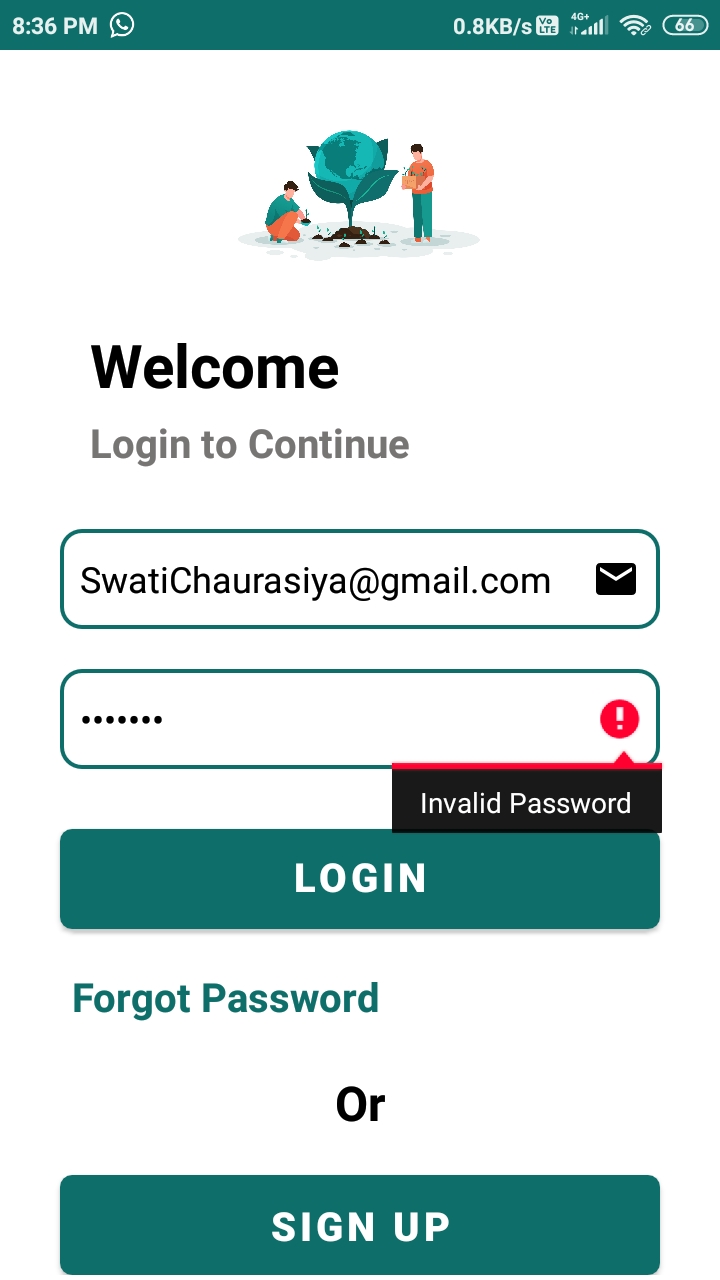 8:36 PM 0.8KB/s Vo LTE 4G+ 66
Welcome
Login to Continue
SwatiChaurasiya@gmail.com
•••••••
Invalid Password
LOGIN
Forgot Password
Or
SIGN UP